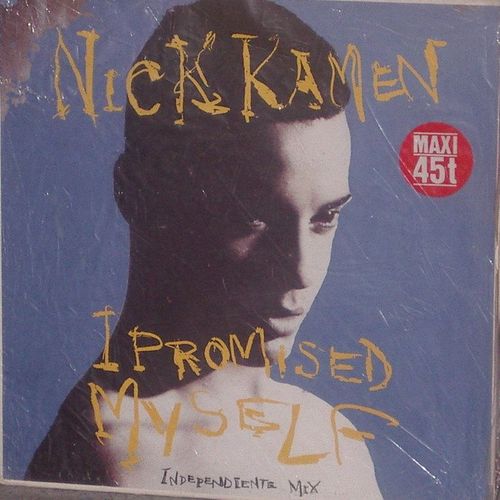 NICK KAMEN
MAXI
45t
I PROMISED
MYSELF
INDEPENDIENTE MIX